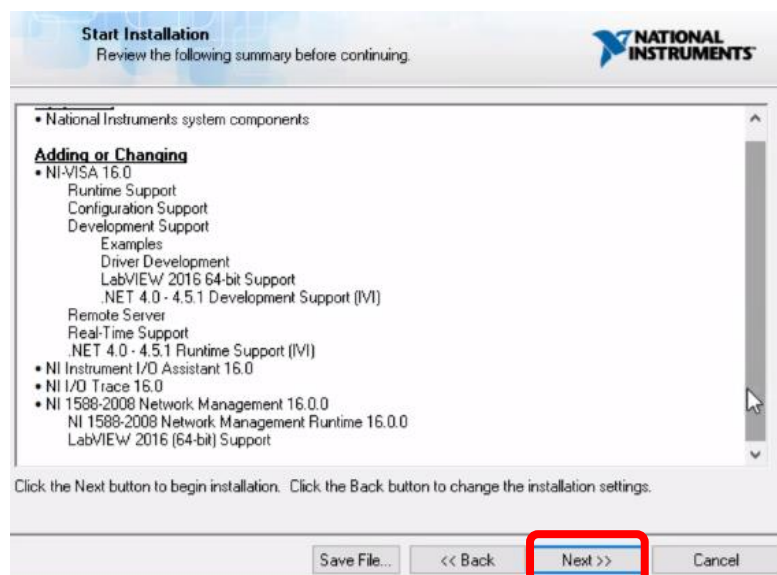 Start Installation
Review the following summary before continuing.
NATIONAL
INSTRUMENTS
• National Instruments system components
Adding or Changing
• NI-VISA 16.0
Runtime Support
Configuration Support
Development Support
Examples
Driver Development
LabVIEW 2016 64-bit Support
.NET 4.0 - 4.5.1 Development Support (IVI)
Remote Server
Real-Time Support
.NET 4.0 - 4.5.1 Runtime Support (IVI)
• NI Instrument I/O Assistant 16.0
• NI I/O Trace 16.0
• NI 1588-2008 Network Management 16.0.0
NI 1588-2008 Network Management Runtime 16.0.0
LabVIEW 2016 (64-bit) Support
Click the Next button to begin installation. Click the Back button to change the installation settings.
Save File... << Back Next >> Cancel